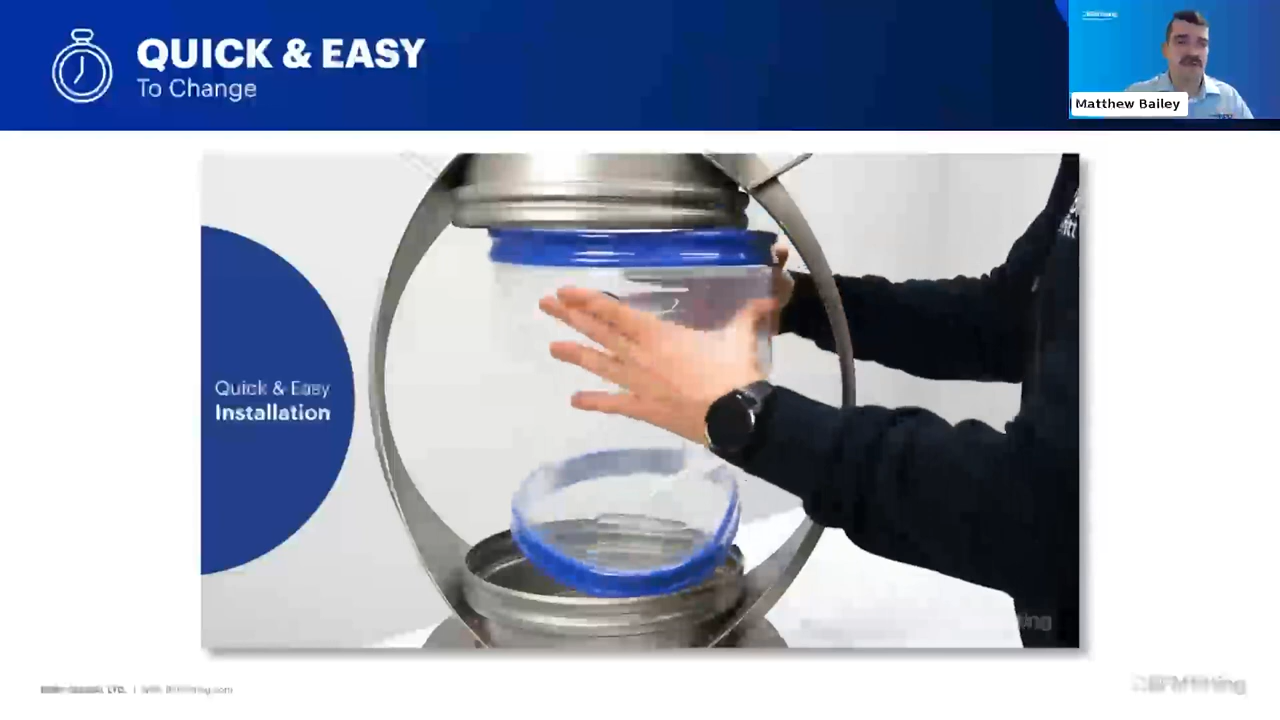 QUICK & EASY
To Change
Matthew Bailey
Quick & Easy
Installation